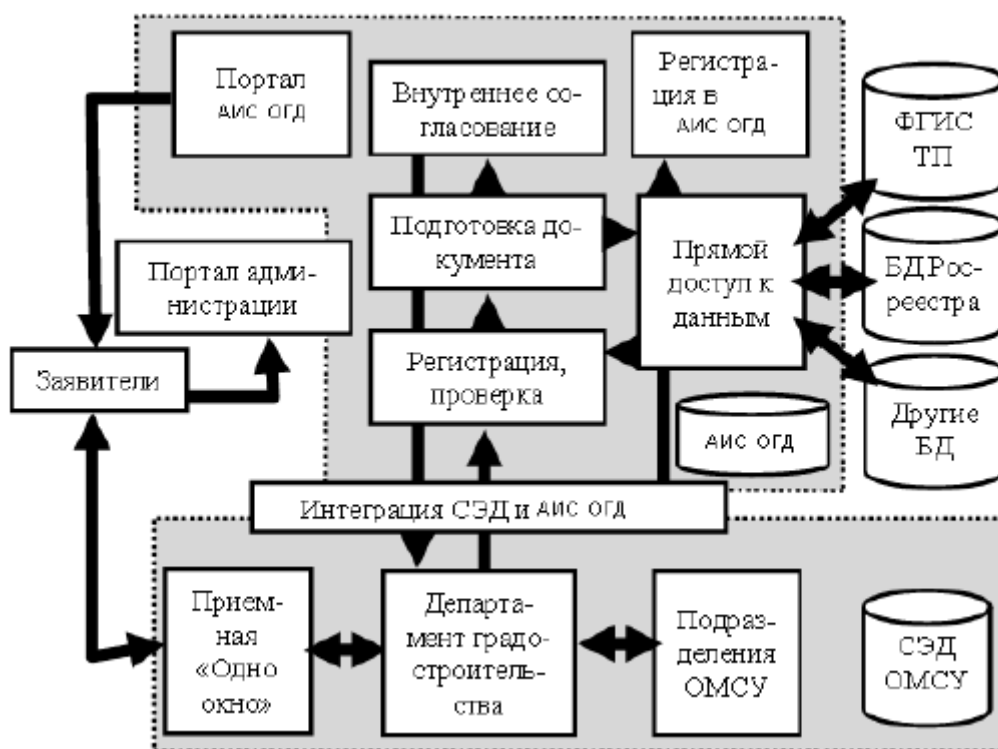 Портал
АИС ОГД
Внутреннее со-
гласование
Регистра-
ция в
АИС ОГД
ФГИС
ТП
Подготовка до-
кумента
Прямой
доступ к
данным
БД Рос-
реестра
Портал адми-
нистрации
Заявители
Регистрация,
проверка
АИС ОГД
Другие
БД
Интеграция СЭД и АИС ОГД
Прием-
ная
«Одно
окно»
Департа-
мент градо-
строитель-
ства
Подраз-
деления
ОМСУ
СЭД
ОМСУ